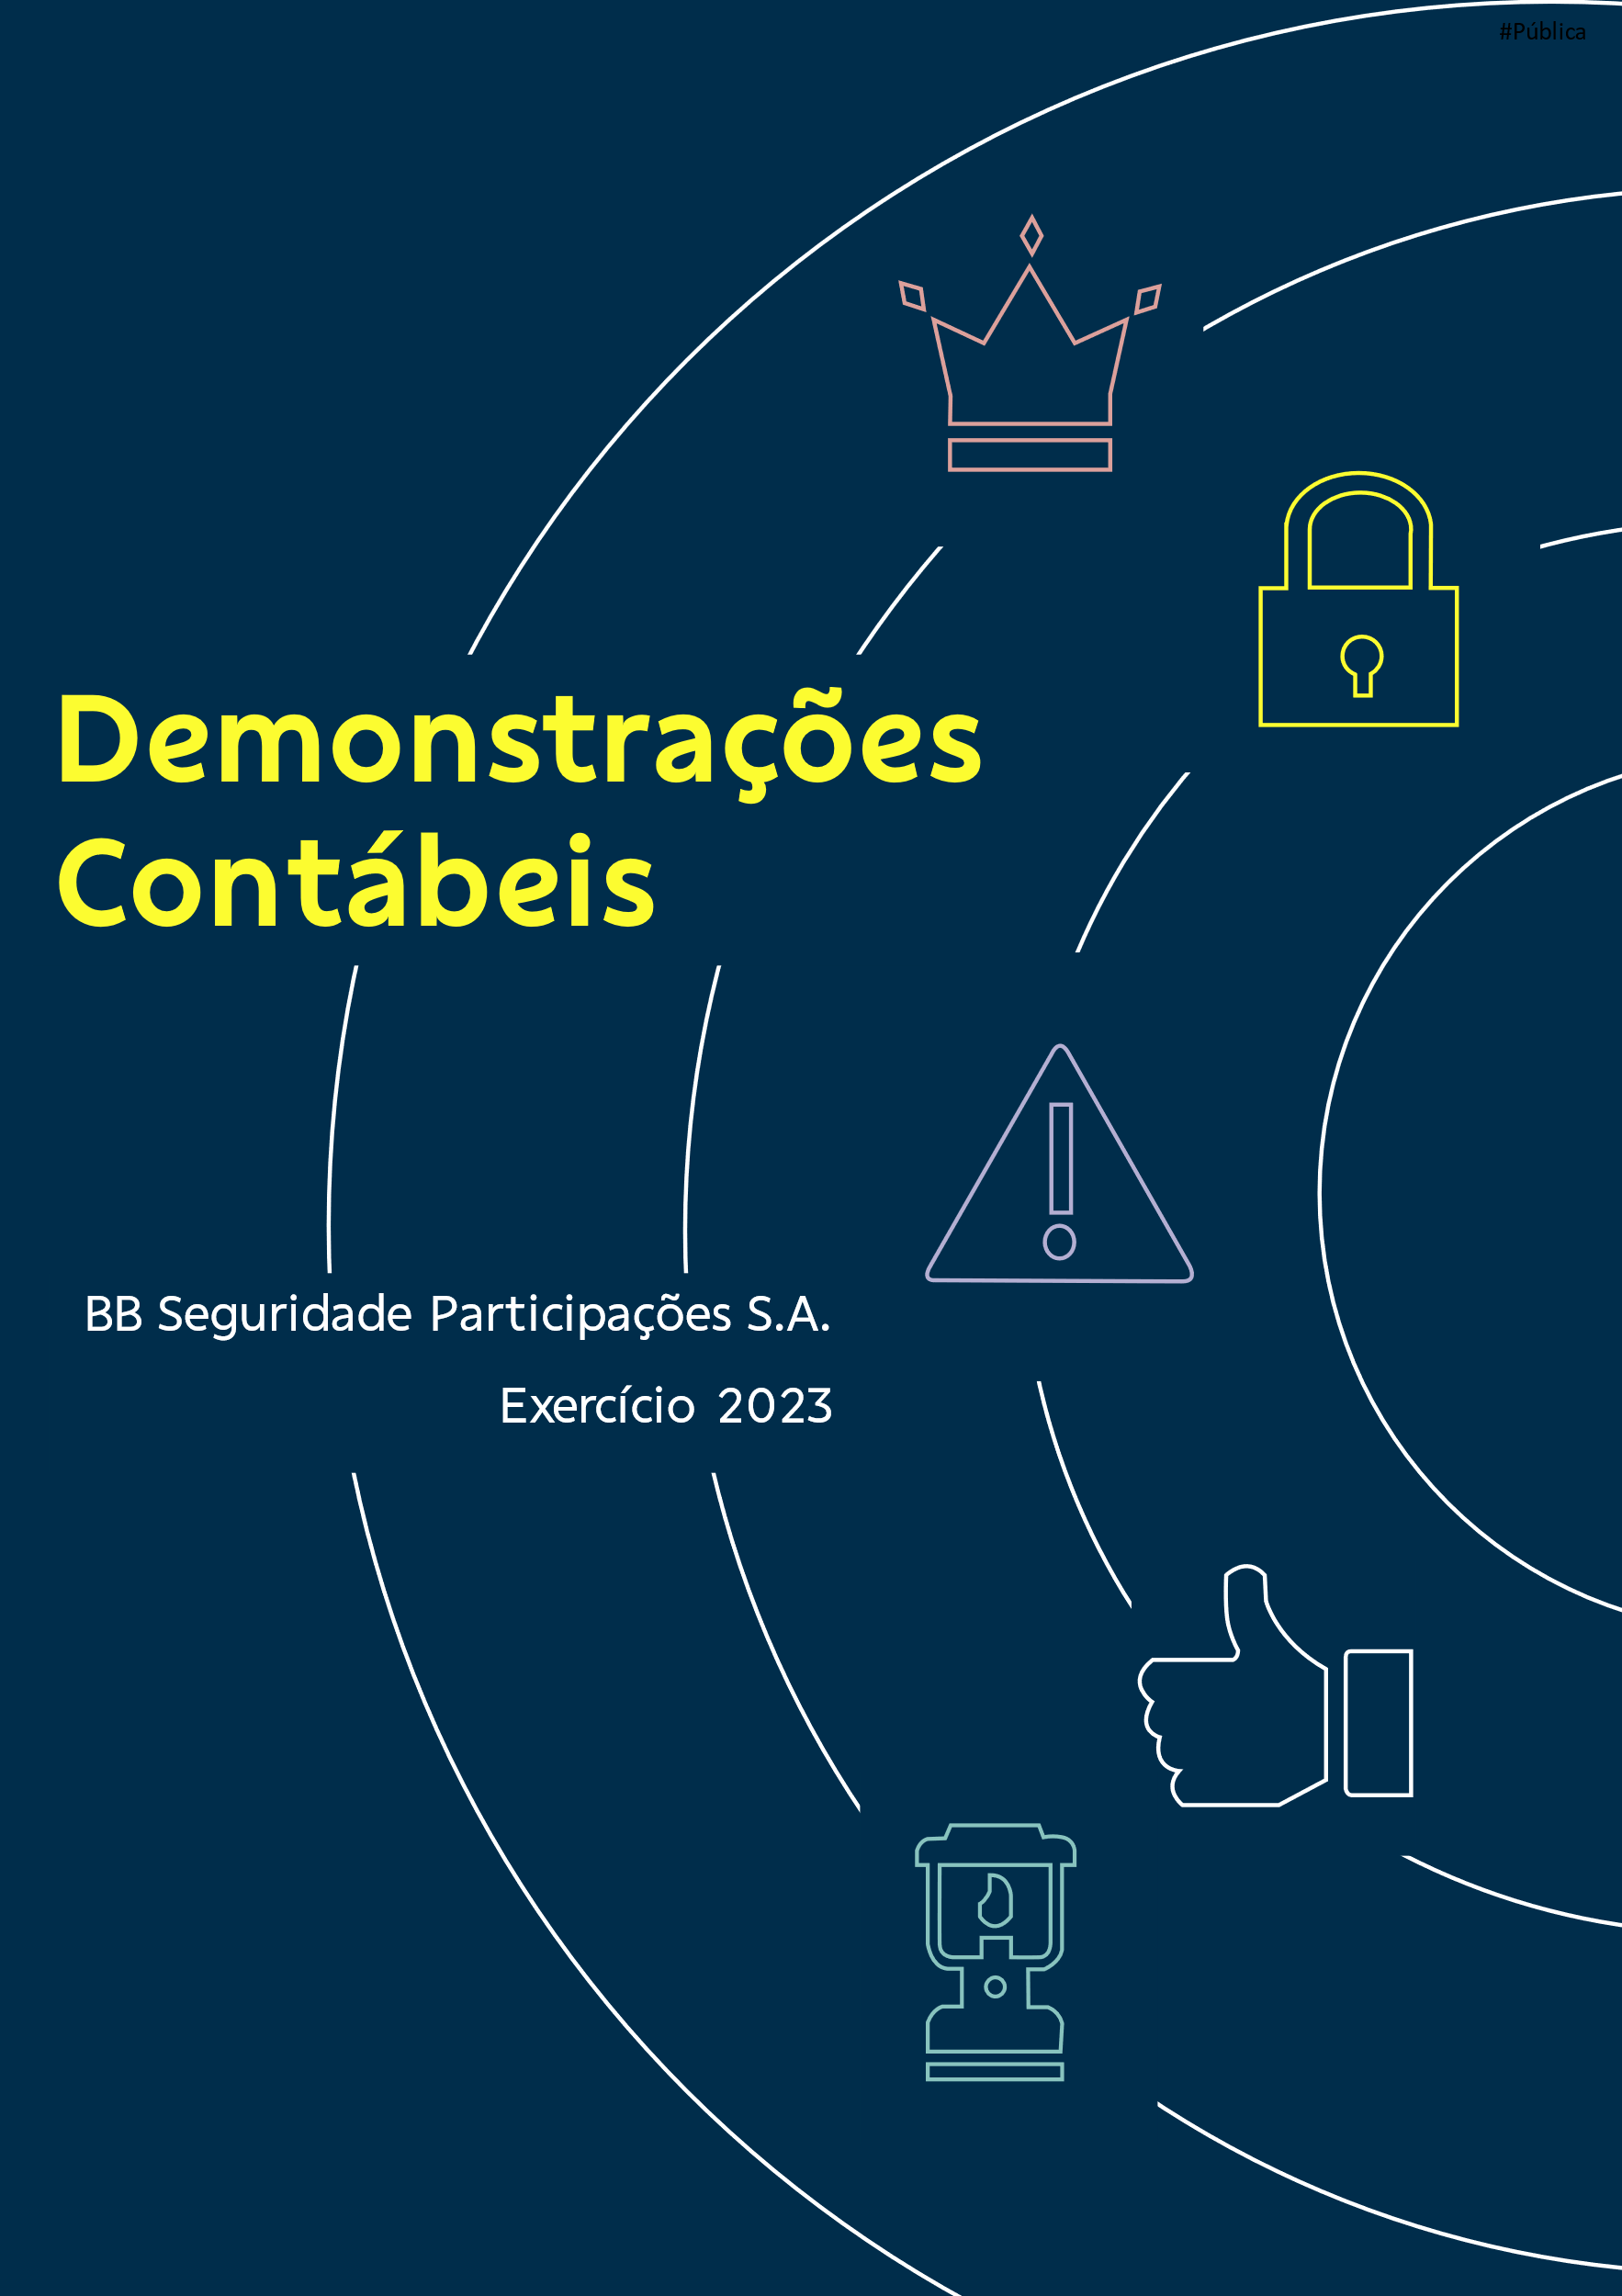 #Pública
Demonstrações
Contábeis
BB Seguridade Participações S.A.
Exercício 2023